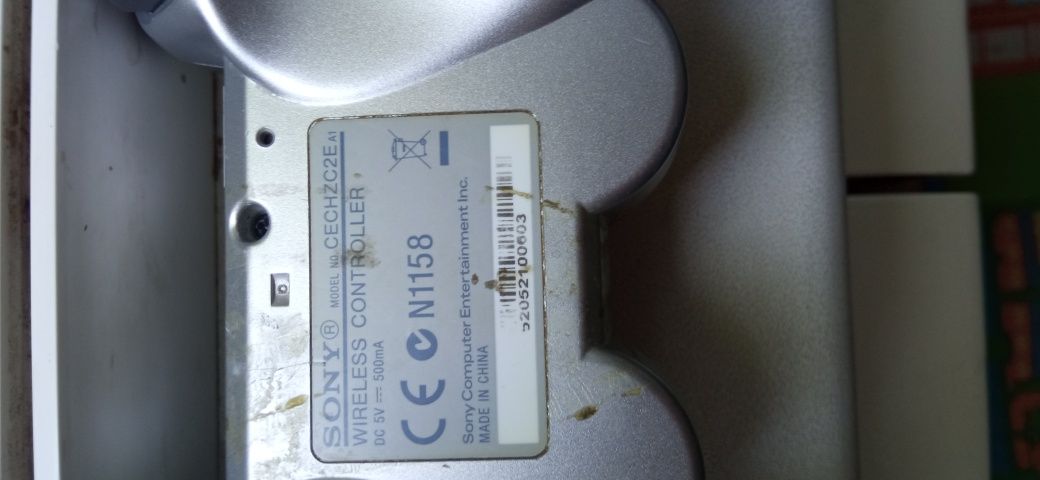 SONY® MODEL NO. CECHZC2E A1
WIRELESS CONTROLLER
DC 5V ⎓ 500mA
CE N1158
Sony Computer Entertainment Inc.
MADE IN CHINA
52052100603